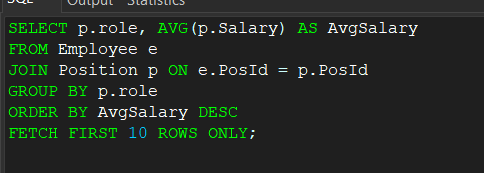 Output Statistics
SELECT p.role, AVG(p.Salary) AS AvgSalary
FROM Employee e
JOIN Position p ON e.PosId = p.PosId
GROUP BY p.role
ORDER BY AvgSalary DESC
FETCH FIRST 10 ROWS ONLY;